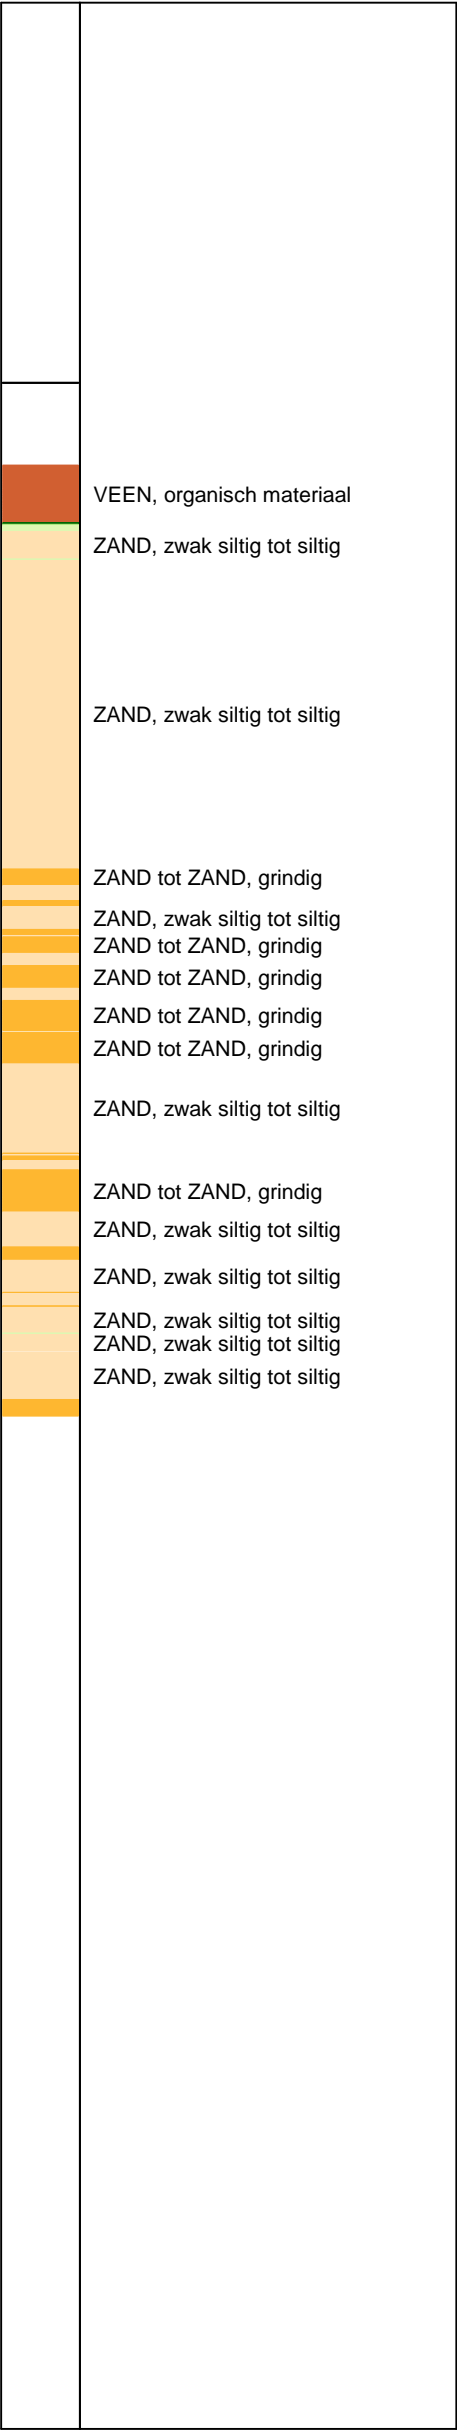 VEEN, organisch materiaal
ZAND, zwak siltig tot siltig
ZAND, zwak siltig tot siltig
ZAND tot ZAND, grindig
ZAND, zwak siltig tot siltig
ZAND tot ZAND, grindig
ZAND tot ZAND, grindig
ZAND tot ZAND, grindig
ZAND tot ZAND, grindig
ZAND, zwak siltig tot siltig
ZAND tot ZAND, grindig
ZAND, zwak siltig tot siltig
ZAND, zwak siltig tot siltig
ZAND, zwak siltig tot siltig
ZAND, zwak siltig tot siltig
ZAND, zwak siltig tot siltig